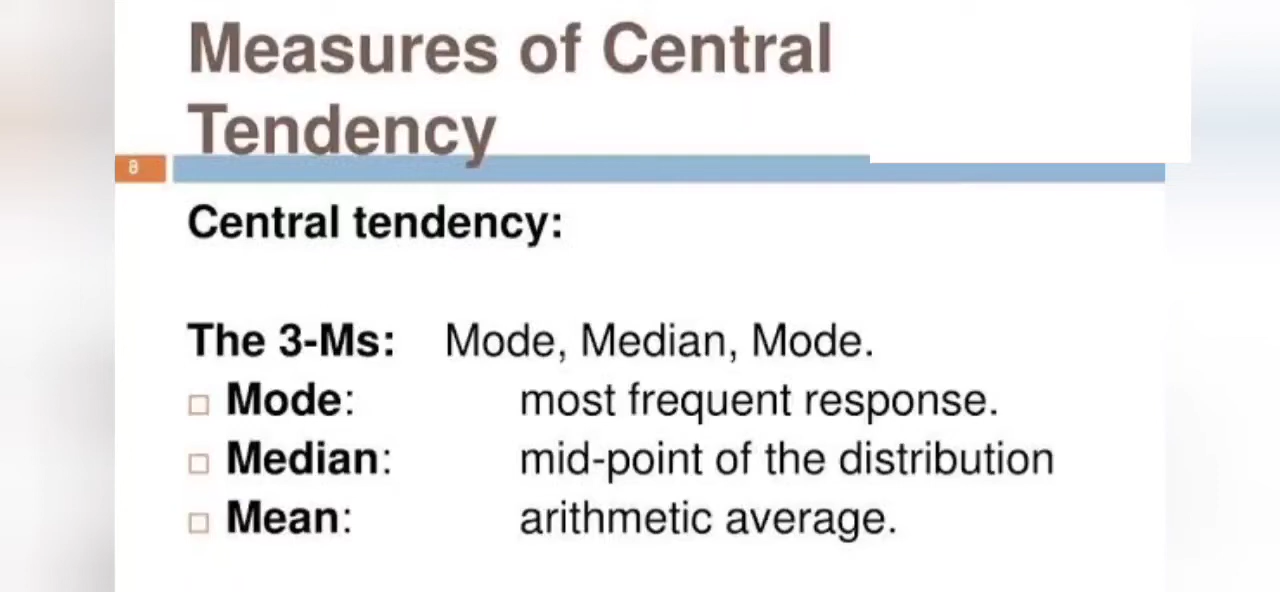 Measures of Central
Tendency
8
Central tendency:
The 3-Ms: Mode, Median, Mode.
Mode: most frequent response.
Median: mid-point of the distribution
Mean: arithmetic average.